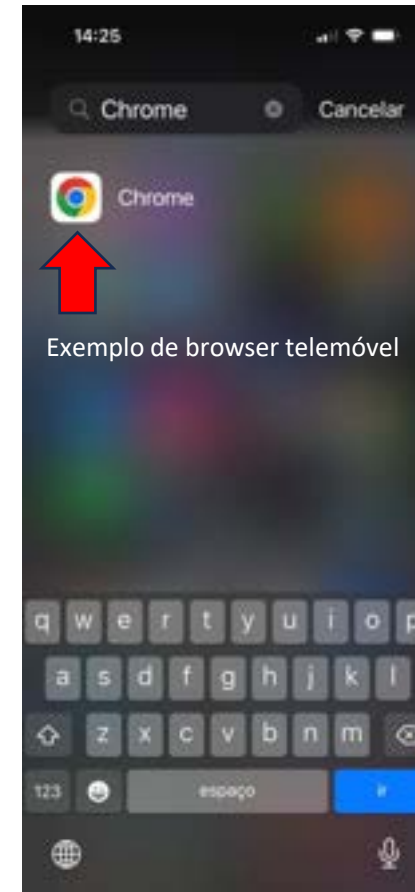 14:25
Chrome Cancelar
Chrome
Exemplo de browser telemóvel
q w e r t y u i o p
a s d f g h j k l
z x c v b n m
123 espaço ir